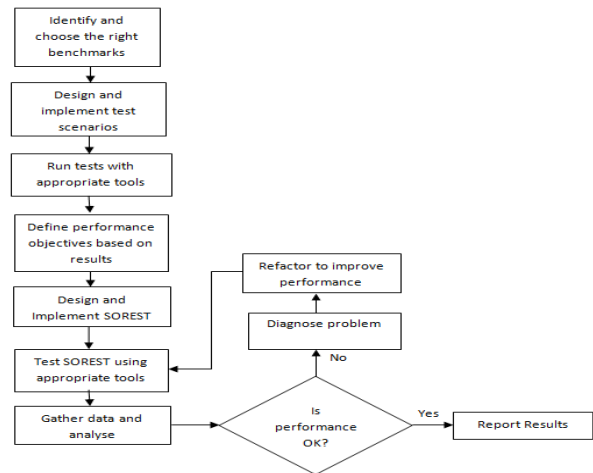 Identify and
choose the right
benchmarks
Design and
implement test
scenarios
Run tests with
appropriate tools
Define performance
objectives based on
results
Design and
Implement SOREST
Test SOREST using
appropriate tools
Gather data and
analyse
Is
performance
OK?
No
Diagnose problem
Refactor to improve
performance
Yes
Report Results